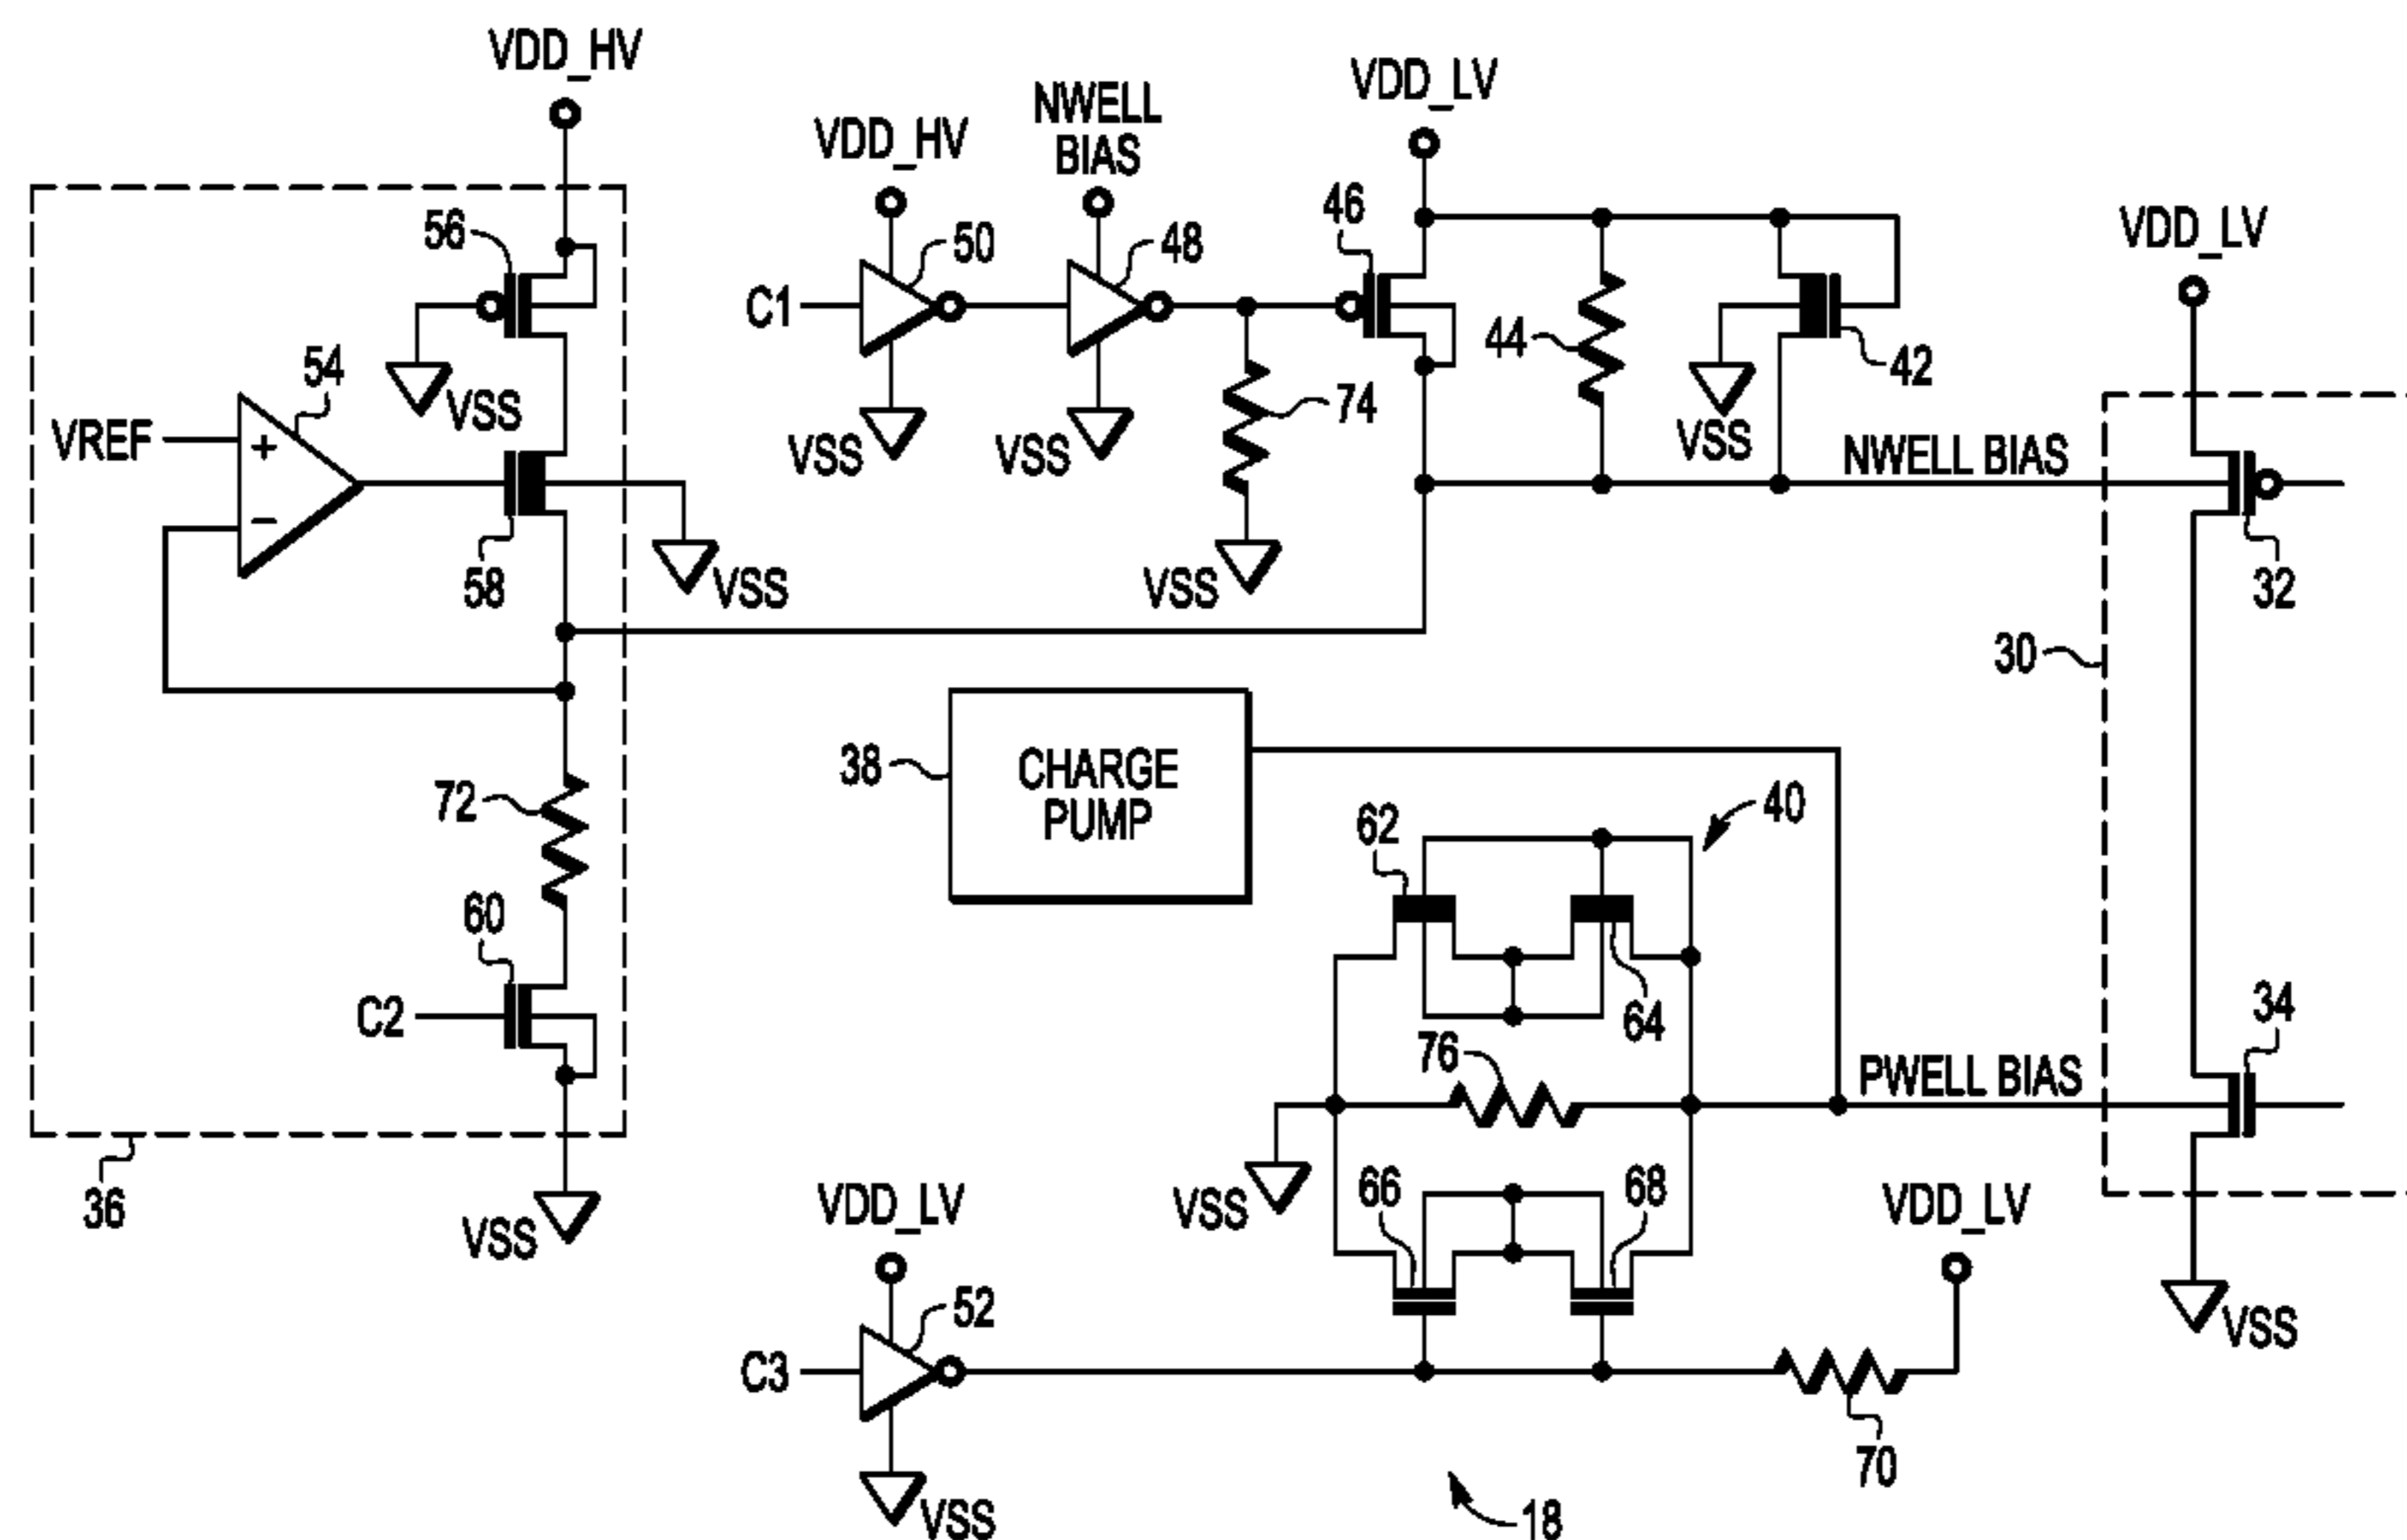 VDD_HV
VDD_HV
NWELL
BIAS
VDD_LV
VDD_LV
56
50
48
46
C1
44
42
VSS
54
74
VREF
+
VSS
VSS
VSS
NWELL BIAS
−
58
VSS
VSS
32
30
38
CHARGE
PUMP
72
62
40
60
C2
64
34
76
PWELL BIAS
36
VSS
VDD_LV
VSS
66
68
VDD_LV
52
VSS
C3
70
VSS
18